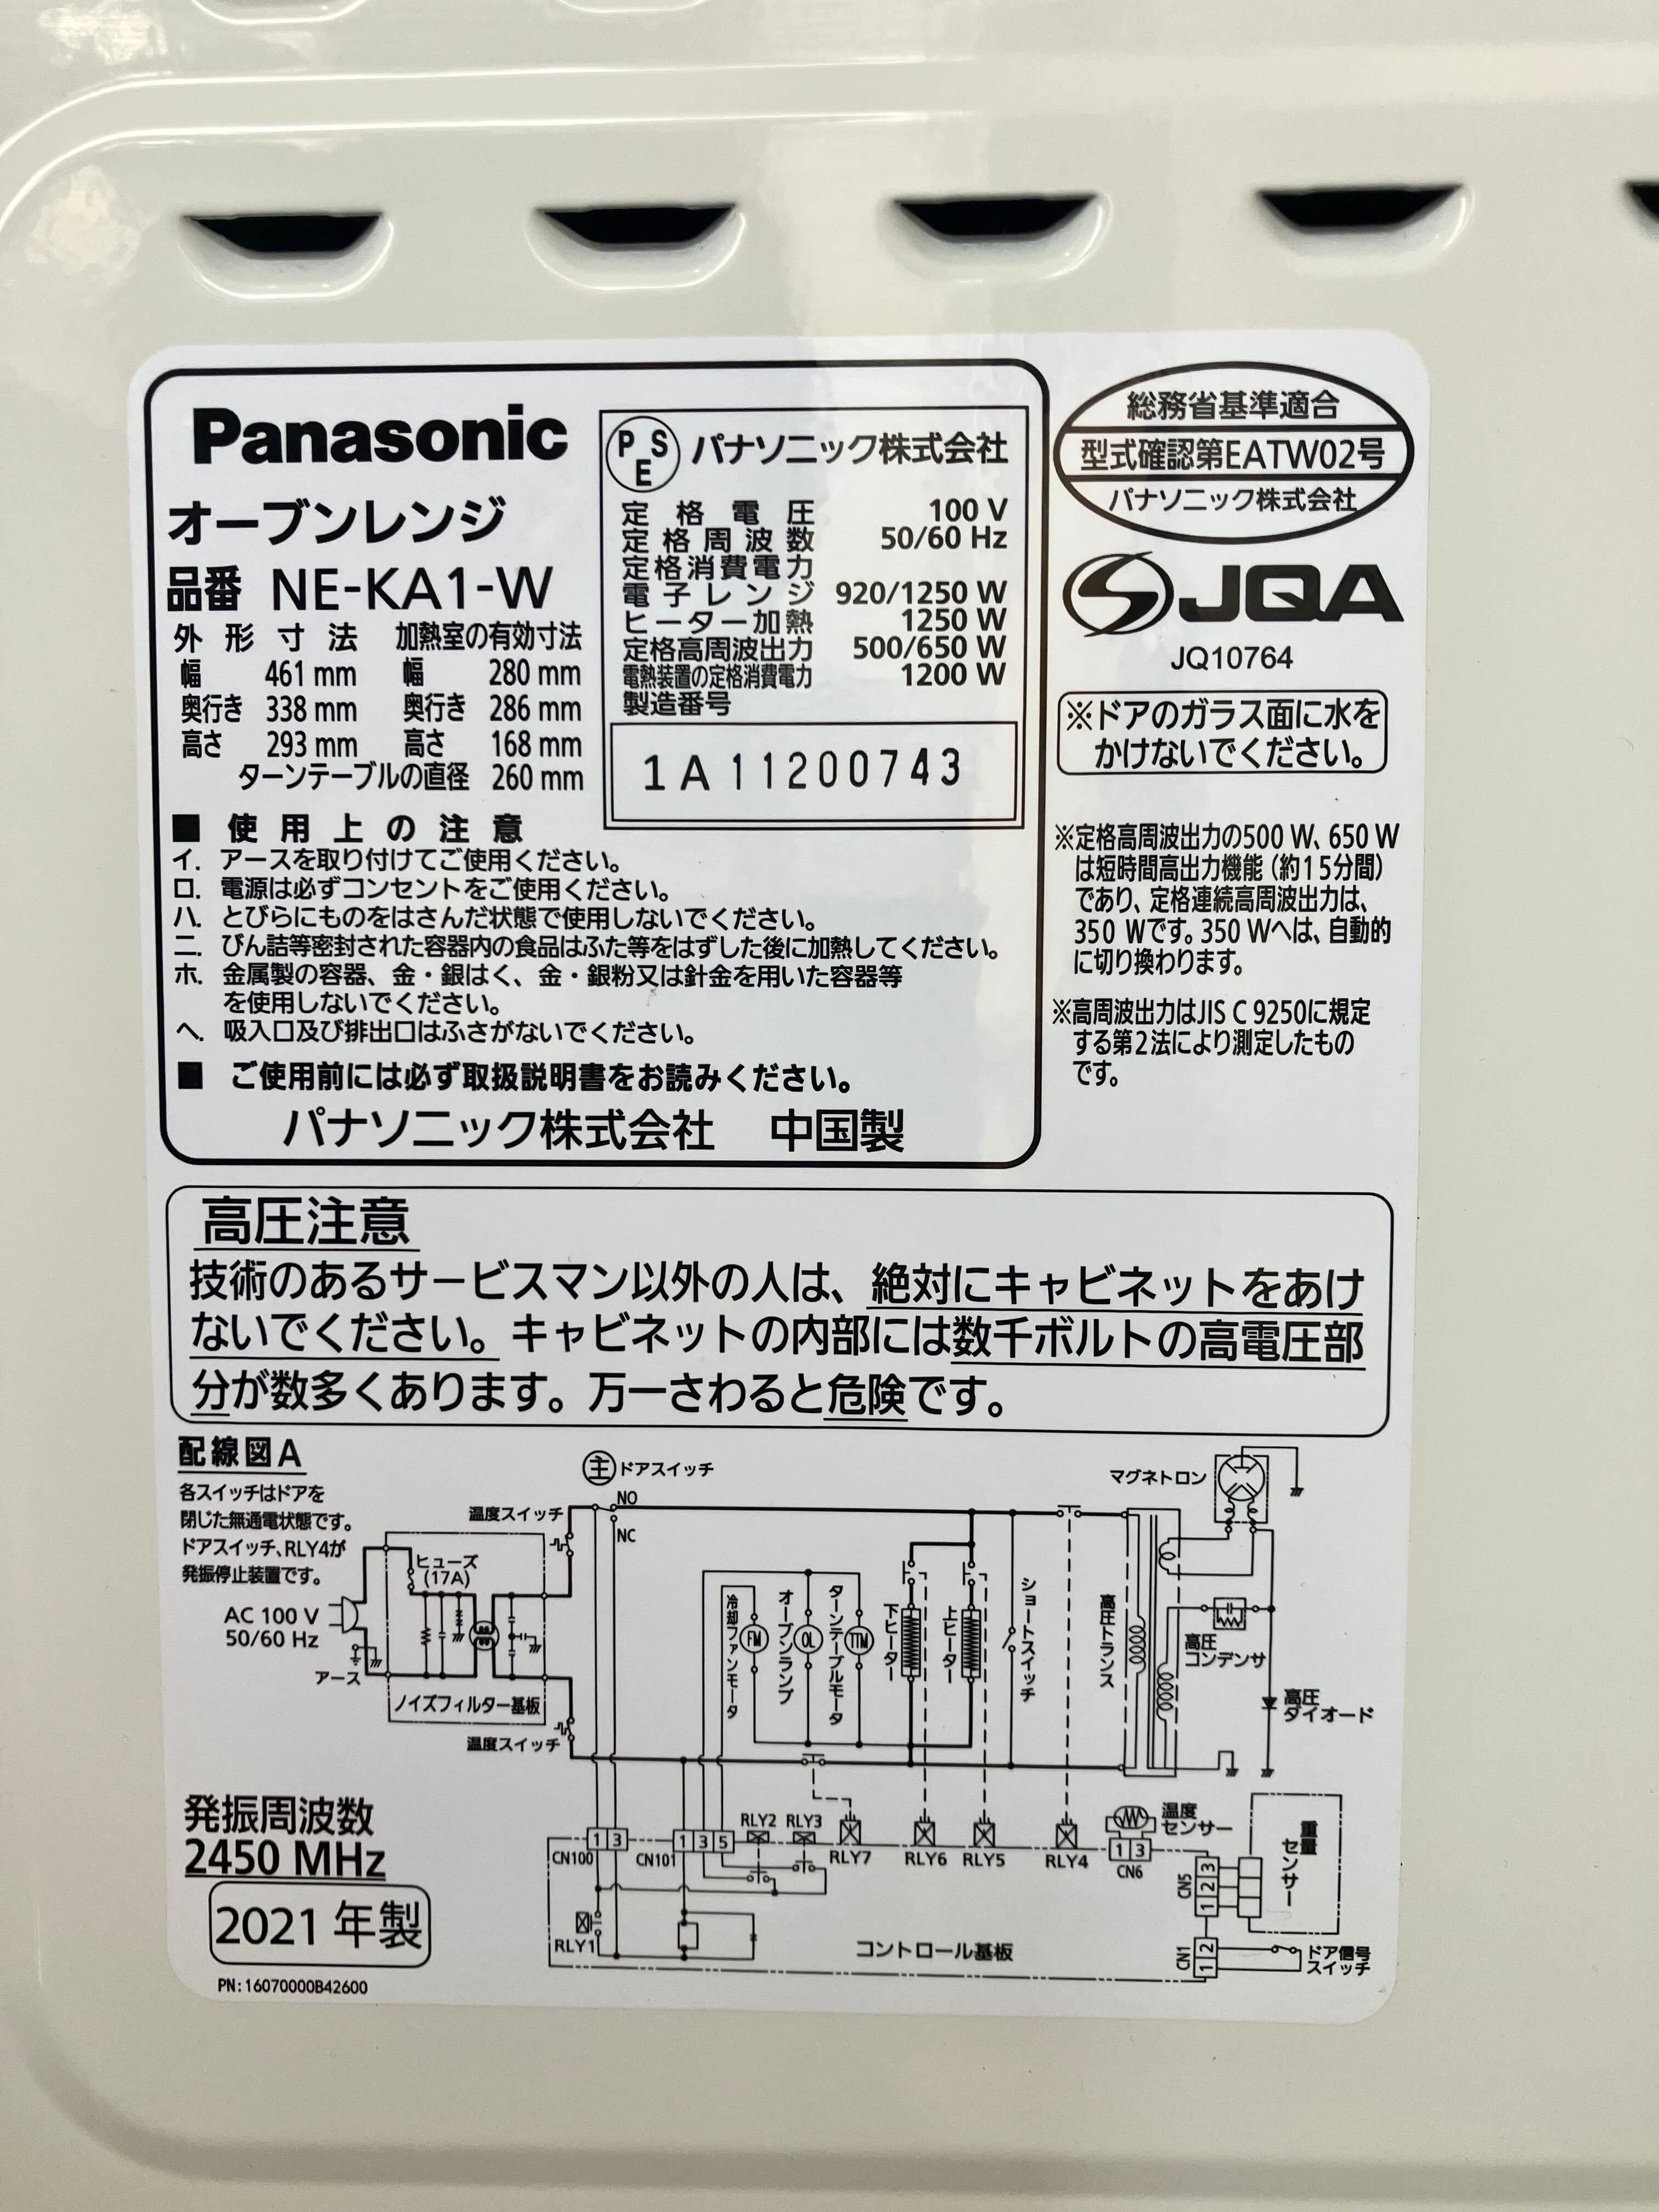 Panasonic
オーブンレンジ
品番 NE-KA1-W
外形寸法 加熱室の有効寸法
幅 461 mm 幅 280 mm
奥行き 338 mm 奥行き 286 mm
高さ 293 mm 高さ 168 mm
ターンテーブルの直径 260 mm
PSE パナソニック株式会社
定格電圧 100 V
定格周波数 50/60 Hz
定格消費電力
電子レンジ 920/1250 W
ヒーター加熱 1250 W
定格高周波出力 500/650 W
電熱装置の定格消費電力 1200 W
製造番号
1A11200743
■ 使用上の注意
イ. アースを取り付けてご使用ください。
ロ. 電源は必ずコンセントをご使用ください。
ハ. とびらにものをはさんだ状態で使用しないでください。
ニ. びん詰等密封された容器内の食品はふた等をはずした後に加熱してください。
ホ. 金属製の容器、金・銀はく、金・銀粉又は針金を用いた容器等
を使用しないでください。
ヘ. 吸入口及び排出口はふさがないでください。
■ ご使用前には必ず取扱説明書をお読みください。
パナソニック株式会社 中国製
総務省基準適合
型式確認第EATW02号
パナソニック株式会社
JQA
JQ10764
※ドアのガラス面に水を
かけないでください。
※定格高周波出力の500 W、650 W
は短時間高出力機能(約15分間)
であり、定格連続高周波出力は、
350 Wです。350 Wへは、自動的
に切り換わります。
※高周波出力はJIS C 9250に規定
する第2法により測定したもの
です。
高圧注意
技術のあるサービスマン以外の人は、絶対にキャビネットをあけ
ないでください。キャビネットの内部には数千ボルトの高電圧部
分が数多くあります。万一さわると危険です。
配線図A
各スイッチはドアを
閉じた無通電状態です。
ドアスイッチ、RLY4が
発振停止装置です。
主 ドアスイッチ
NO
NC
温度スイッチ
ヒューズ
(17A)
AC 100 V
50/60 Hz
アース
ノイズフィルター基板
温度スイッチ
冷却ファンモータ
FM
オーブンランプ
OL
ターンテーブルモータ
TTM
下ヒーター
上ヒーター
ショートスイッチ
高圧トランス
マグネトロン
高圧
コンデンサ
高圧
ダイオード
発振周波数
2450 MHz
2021 年製
PN:16070000B42600
1 3
CN100
1 3 5
CN101
RLY2 RLY3
RLY7 RLY6 RLY5 RLY4
温度
センサー
1 3
CN6
重量センサー
CN5
1 2 3
RLY1
コントロール基板
CN1
1 2
ドア信号
スイッチ